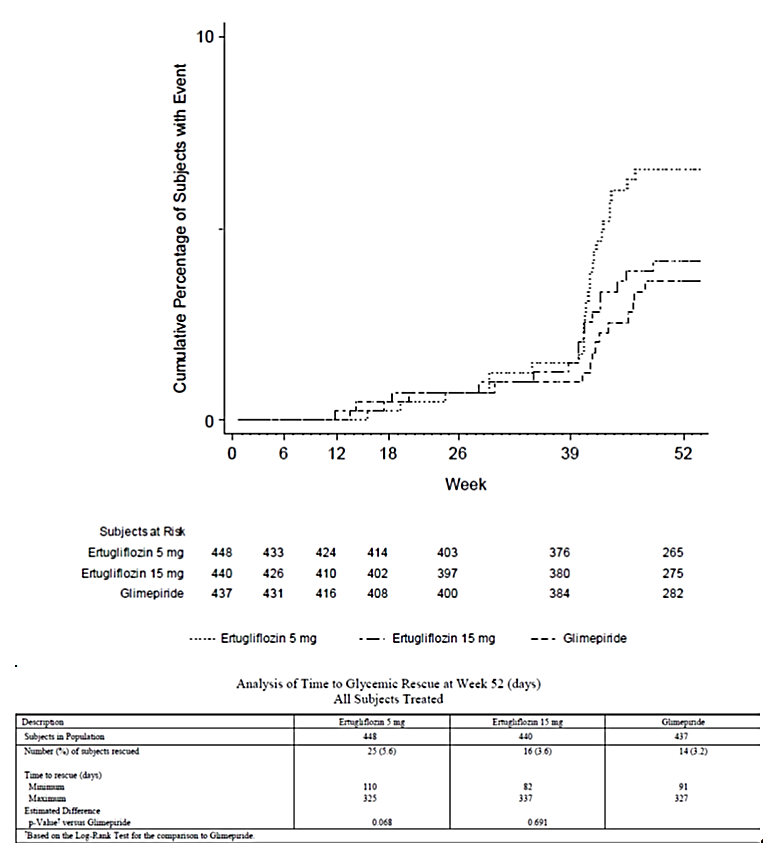 10
0
Cumulative Percentage of Subjects with Event
0 6 12 18 26 39 52
Week
Subjects at Risk
Ertugliflozin 5 mg 448 433 424 414 403 376 265
Ertugliflozin 15 mg 440 426 410 402 397 380 275
Glimepiride 437 431 416 408 400 384 282
Ertugliflozin 5 mg Ertugliflozin 15 mg Glimepiride
Analysis of Time to Glycemic Rescue at Week 52 (days)
All Subjects Treated
Description Ertugliflozin 5 mg Ertugliflozin 15 mg Glimepiride
Subjects in Population 448 440 437
Number (%) of subjects rescued 25 (5.6) 16 (3.6) 14 (3.2)
Time to rescue (days)
Minimum 110 82 91
Maximum 325 337 327
Estimated Difference
p-Value† versus Glimepiride 0.068 0.691
†Based on the Log-Rank Test for the comparison to Glimepiride.